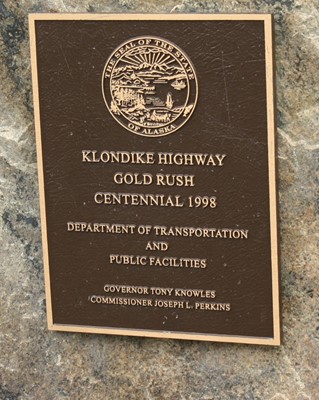 THE SEAL OF THE STATE
OF ALASKA
KLONDIKE HIGHWAY
GOLD RUSH
CENTENNIAL 1998
DEPARTMENT OF TRANSPORTATION
AND
PUBLIC FACILITIES
GOVERNOR TONY KNOWLES
COMMISSIONER JOSEPH L. PERKINS